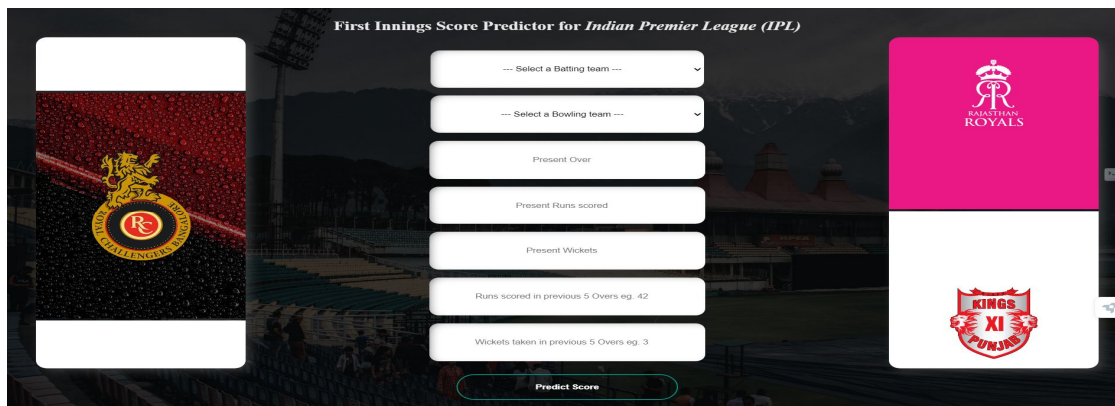 First Innings Score Predictor for Indian Premier League (IPL)
--- Select a Batting team ---
--- Select a Bowling team ---
Present Over
Present Runs scored
Present Wickets
Runs scored in previous 5 Overs eg. 42
Wickets taken in previous 5 Overs eg. 3
Predict Score
RC
ROYAL CHALLENGERS BANGALORE
RR
RAJASTHAN
ROYALS
KINGS
XI
PUNJAB